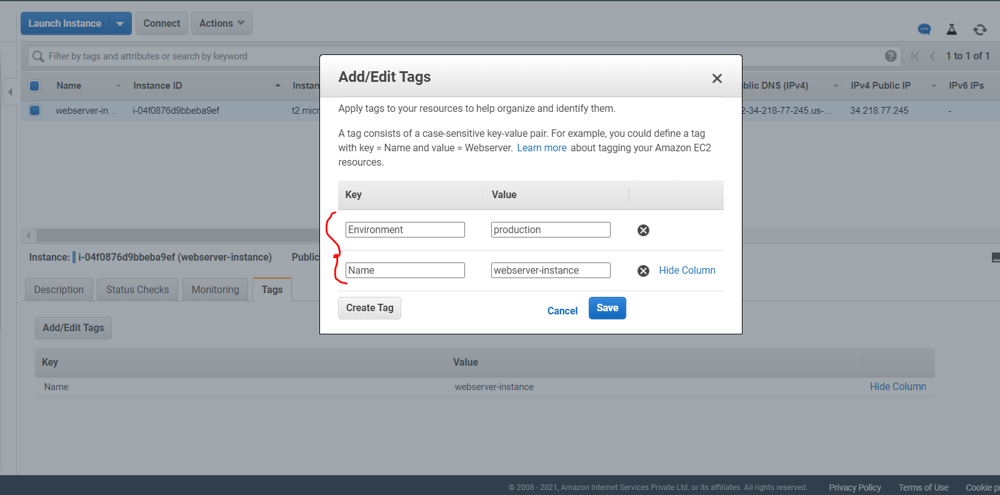 Launch Instance
Connect
Actions
Filter by tags and attributes or search by keyword
1 to 1 of 1
Name
Instance ID
Instan
blic DNS (IPv4)
IPv4 Public IP
IPv6 IPs
webserver-in...
i-04f0876d9bbeba9ef
t2.micr
2-34-218-77-245.us-...
34.218.77.245
-
Add/Edit Tags
Apply tags to your resources to help organize and identify them.
A tag consists of a case-sensitive key-value pair. For example, you could define a tag
with key = Name and value = Webserver. Learn more about tagging your Amazon EC2
resources.
Key
Value
Environment
production
Name
webserver-instance
Hide Column
Create Tag
Cancel
Save
Instance: i-04f0876d9bbeba9ef (webserver-instance)
Public
Description
Status Checks
Monitoring
Tags
Add/Edit Tags
Key
Value
Name
webserver-instance
Hide Column
© 2008 - 2021, Amazon Internet Services Private Ltd. or its affiliates. All rights reserved.
Privacy Policy
Terms of Use
Cookie pr